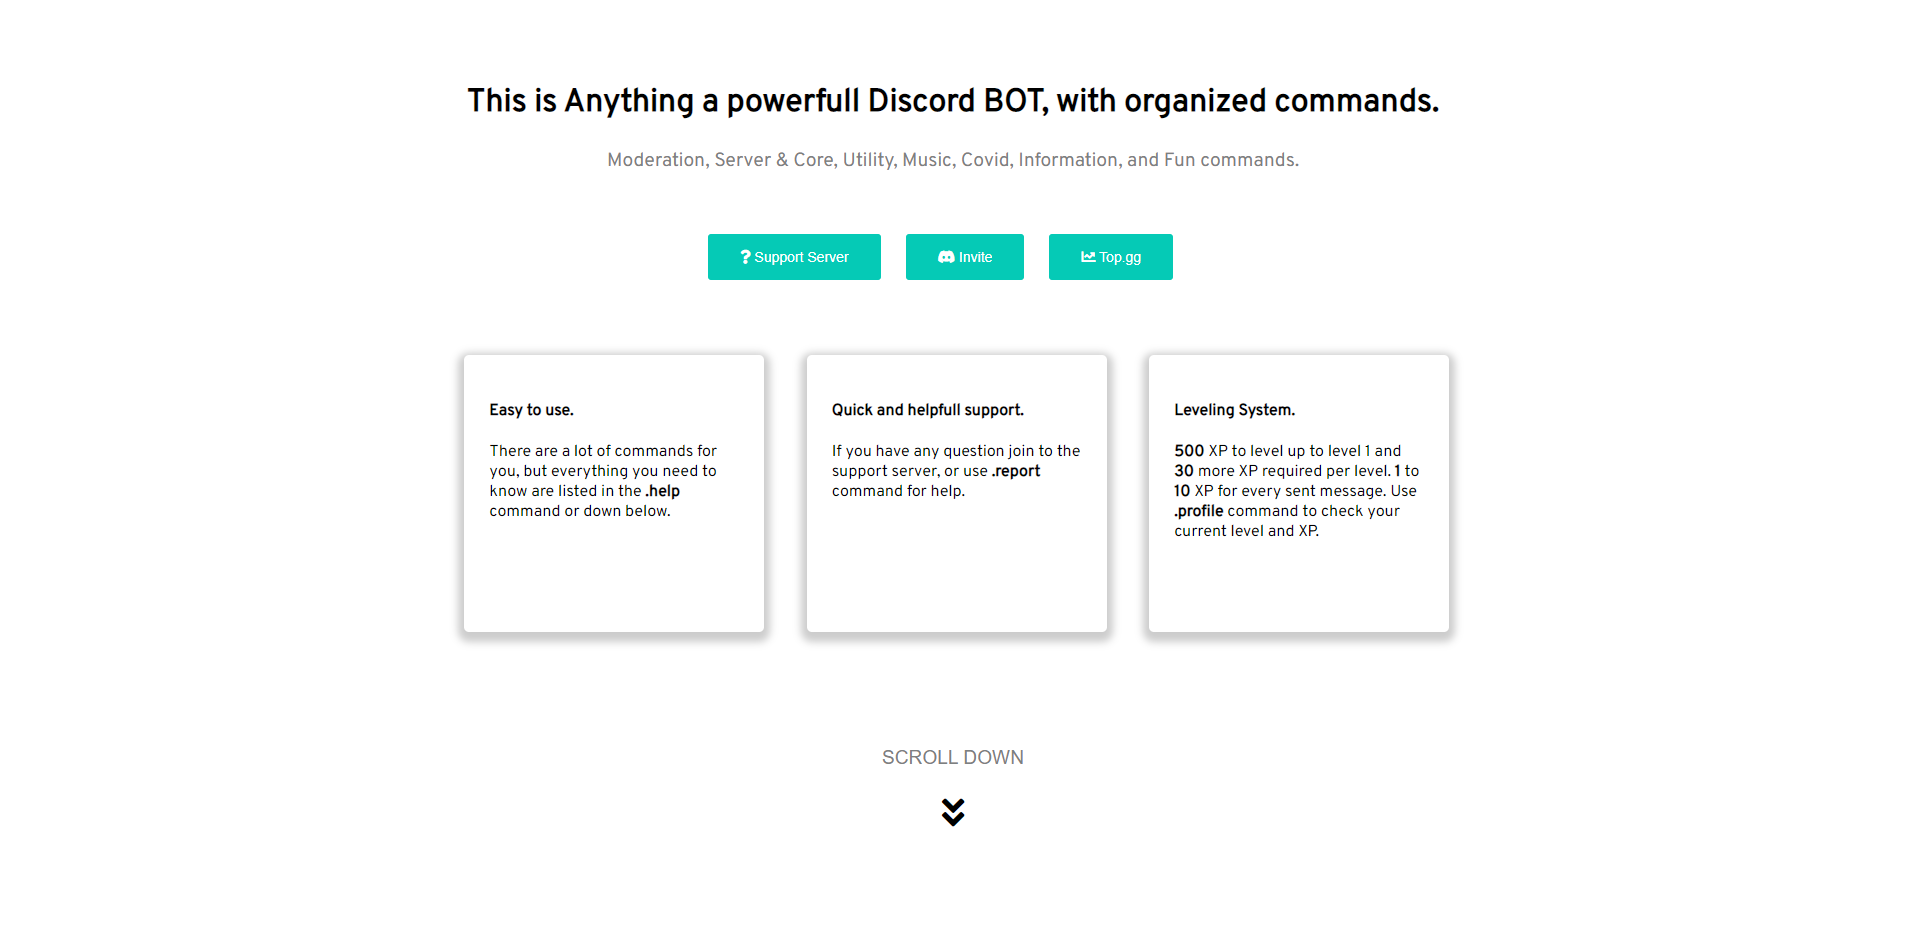 This is Anything a powerfull Discord BOT, with organized commands.
Moderation, Server & Core, Utility, Music, Covid, Information, and Fun commands.
Support Server
Invite
Top.gg
Easy to use.
There are a lot of commands for
you, but everything you need to
know are listed in the .help
command or down below.
Quick and helpfull support.
If you have any question join to the
support server, or use .report
command for help.
Leveling System.
500 XP to level up to level 1 and
30 more XP required per level. 1 to
10 XP for every sent message. Use
.profile command to check your
current level and XP.
SCROLL DOWN